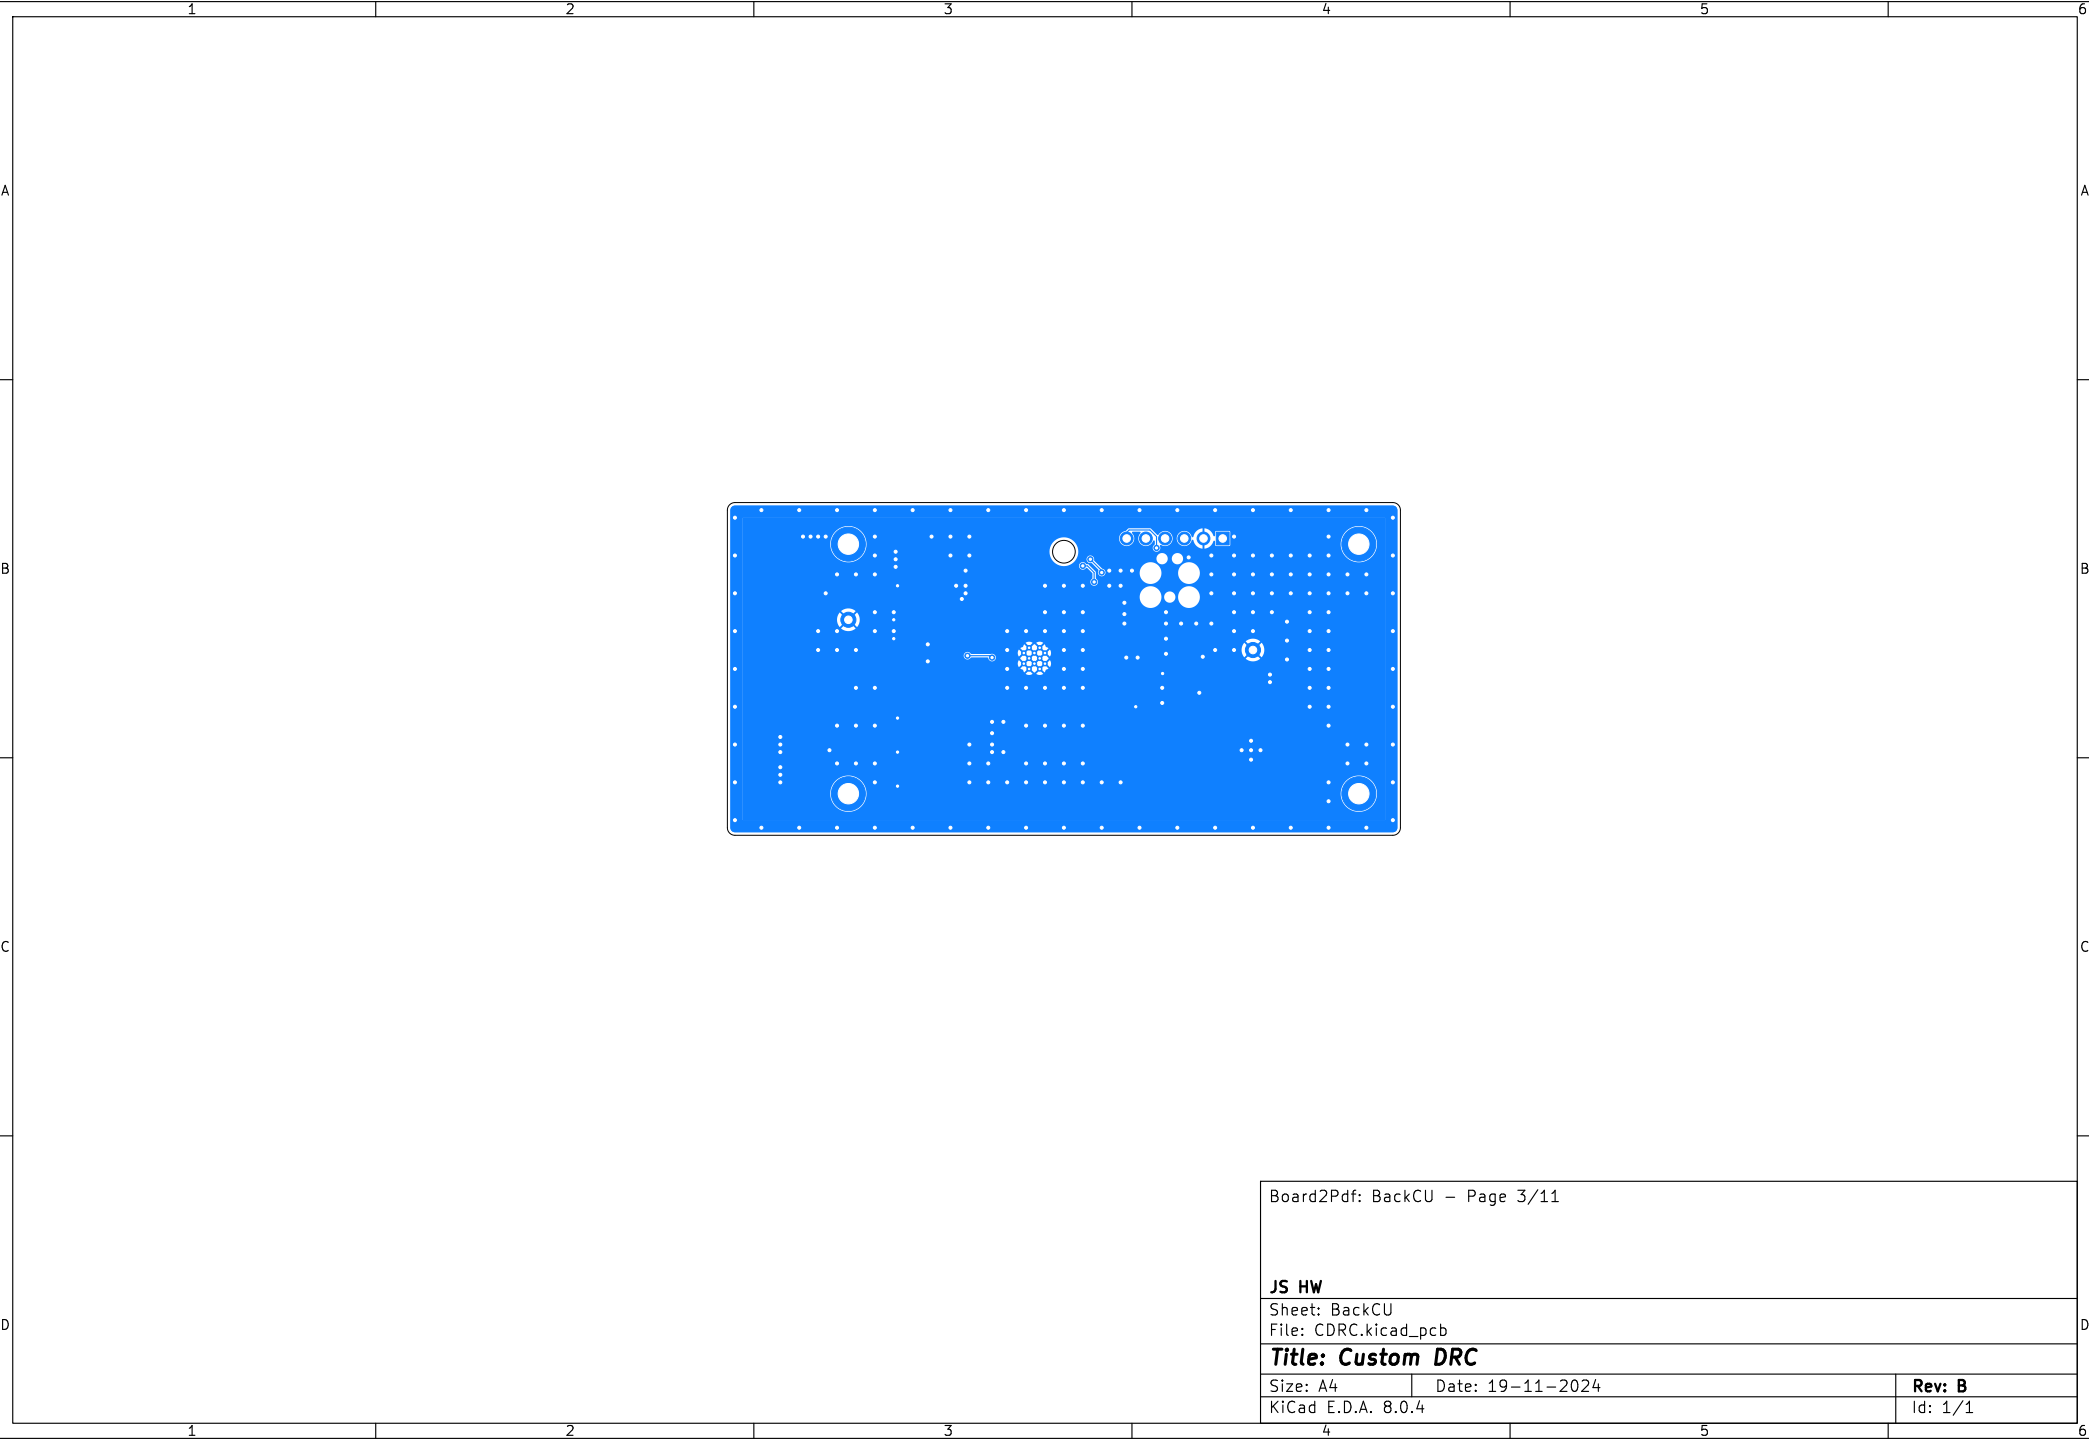 1 2 3 4 5 6
A A
B B
C C
D D
Board2Pdf: BackCU - Page 3/11
JS HW
Sheet: BackCU
File: CDRC.kicad_pcb
Title: Custom DRC
Size: A4 Date: 19-11-2024 Rev: B
KiCad E.D.A. 8.0.4 Id: 1/1
1 2 3 4 5 6